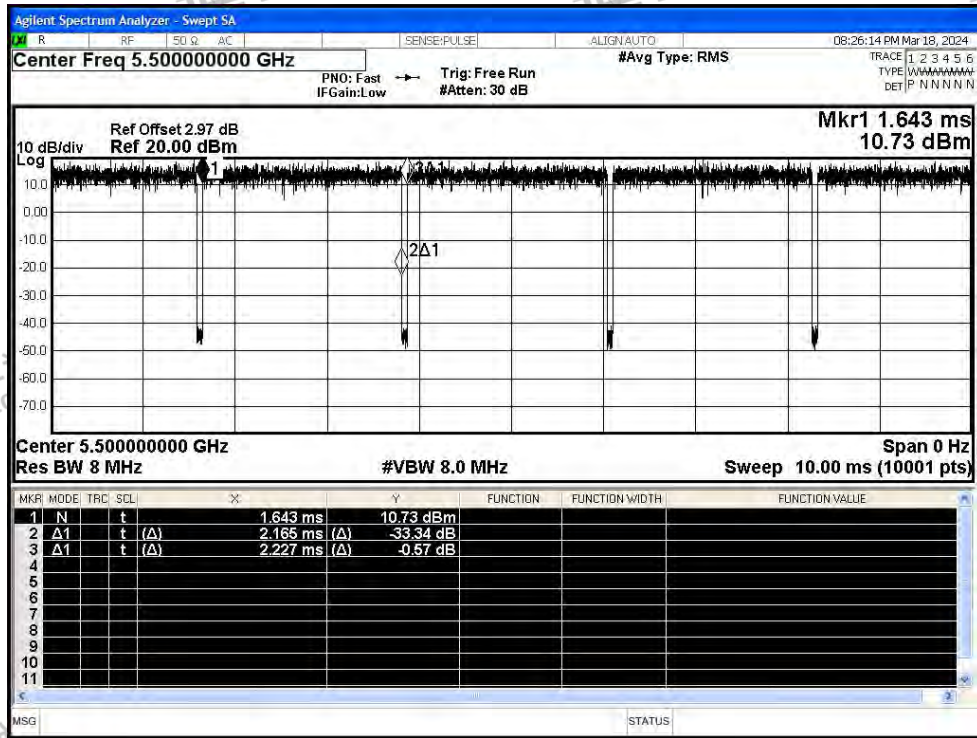 Agilent Spectrum Analyzer - Swept SA
LXI R RF 50 Ω AC SENSE:PULSE ALIGN AUTO 08:26:14 PM Mar 18, 2024
Center Freq 5.500000000 GHz #Avg Type: RMS TRACE 1 2 3 4 5 6
PNO: Fast Trig: Free Run TYPE WWWWWW
IFGain:Low #Atten: 30 dB DET P N N N N N
Mkr1 1.643 ms
Ref Offset 2.97 dB
10 dB/div Ref 20.00 dBm 10.73 dBm
Log
1 3Δ1
10.0
0.00
-10.0
2Δ1
-20.0
-30.0
-40.0
-50.0
-60.0
-70.0
Center 5.500000000 GHz Span 0 Hz
Res BW 8 MHz #VBW 8.0 MHz Sweep 10.00 ms (10001 pts)
MKR MODE TRC SCL X Y FUNCTION FUNCTION WIDTH FUNCTION VALUE
1 N t 1.643 ms 10.73 dBm
2 Δ1 t (Δ) 2.165 ms (Δ) -33.34 dB
3 Δ1 t (Δ) 2.227 ms (Δ) -0.57 dB
4
5
6
7
8
9
10
11
MSG STATUS